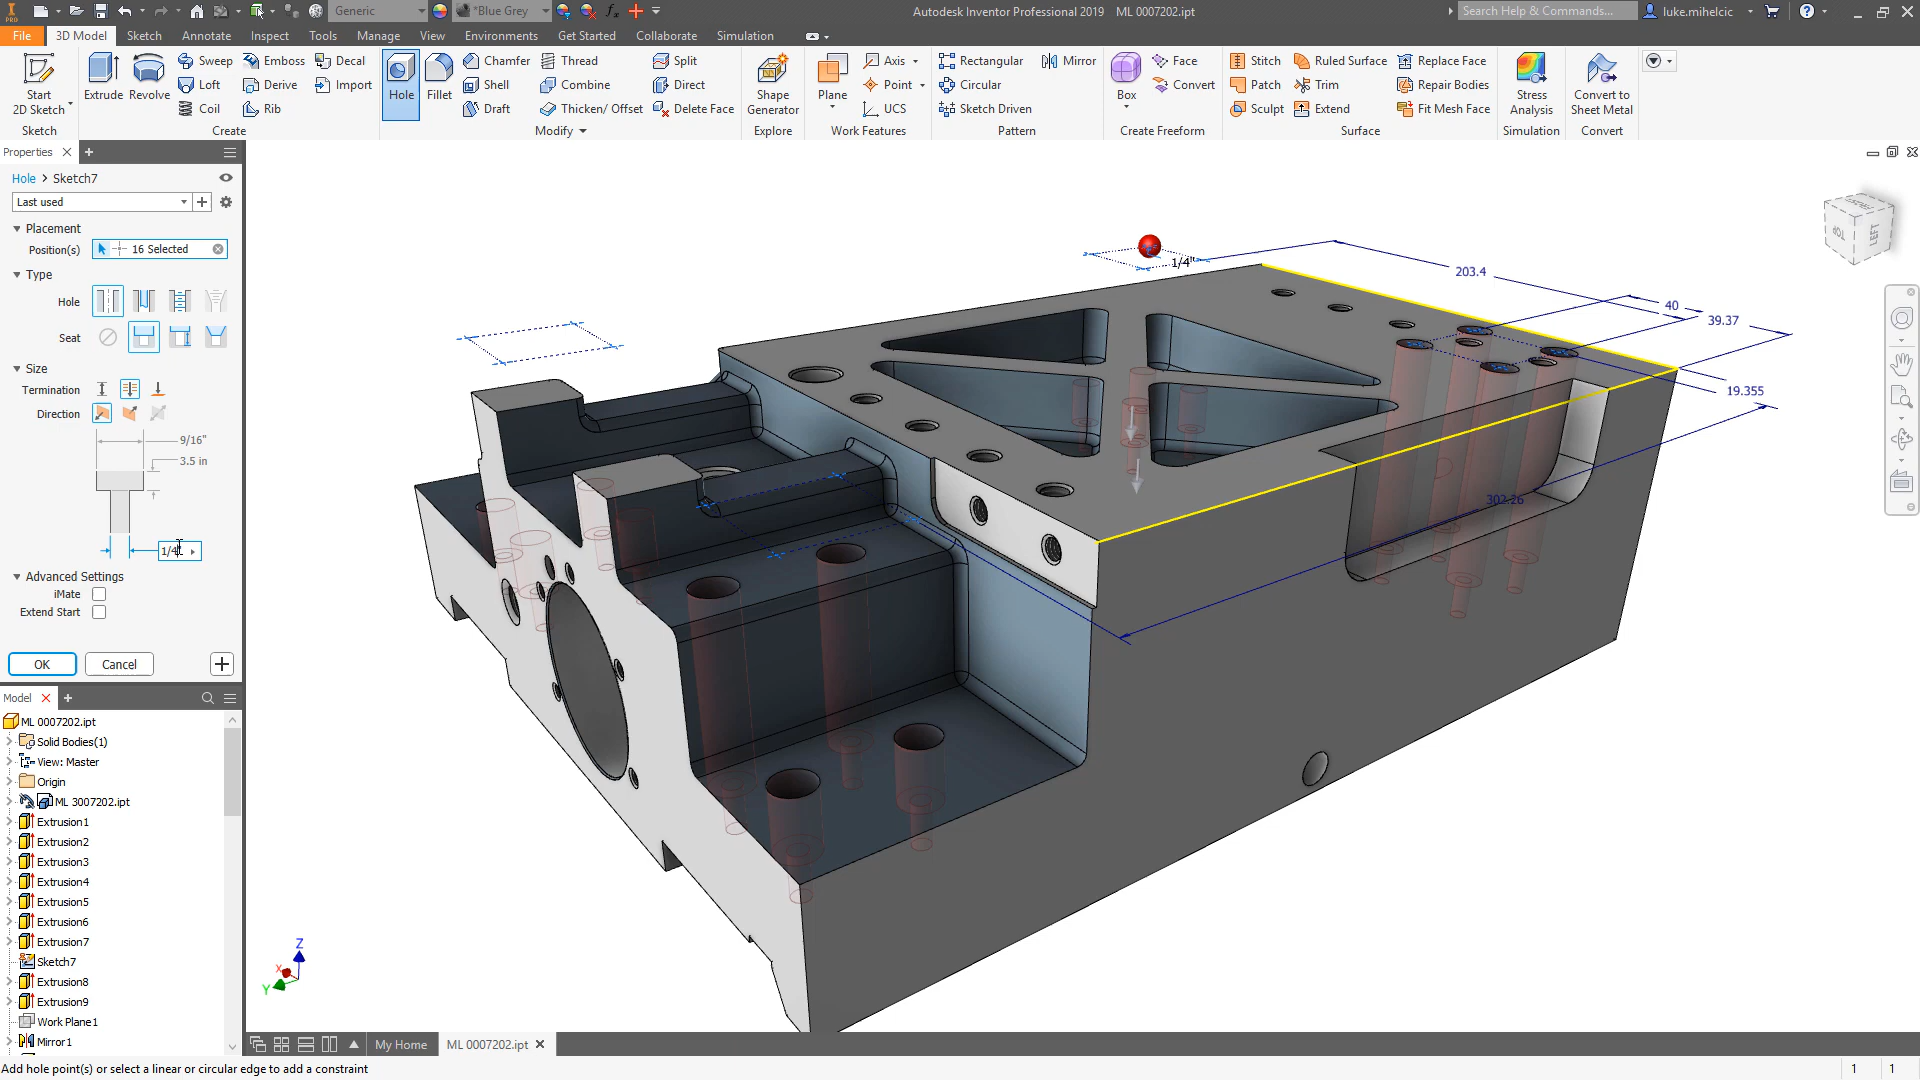 PRO
Generic
*Blue Grey
Autodesk Inventor Professional 2019 ML 0007202.ipt
Search Help & Commands...
luke.mihelcic
File
3D Model
Sketch
Annotate
Inspect
Tools
Manage
View
Environments
Get Started
Collaborate
Simulation
Start
2D Sketch
Extrude
Revolve
Sweep
Loft
Coil
Emboss
Derive
Rib
Decal
Import
Hole
Fillet
Chamfer
Shell
Draft
Thread
Combine
Thicken/ Offset
Split
Direct
Delete Face
Shape
Generator
Plane
Axis
Point
UCS
Rectangular
Circular
Sketch Driven
Mirror
Box
Face
Convert
Stitch
Patch
Sculpt
Ruled Surface
Trim
Extend
Replace Face
Repair Bodies
Fit Mesh Face
Stress
Analysis
Convert to
Sheet Metal
Sketch
Create
Modify
Explore
Work Features
Pattern
Create Freeform
Surface
Simulation
Convert
Properties
Hole > Sketch7
Last used
Placement
Position(s)
16 Selected
Type
Hole
Seat
Size
Termination
Direction
9/16"
3.5 in
1/4
Advanced Settings
iMate
Extend Start
OK
Cancel
Model
ML 0007202.ipt
Solid Bodies(1)
View: Master
Origin
ML 3007202.ipt
Extrusion1
Extrusion2
Extrusion3
Extrusion4
Extrusion5
Extrusion6
Extrusion7
Sketch7
Extrusion8
Extrusion9
Work Plane1
Mirror1
1/4"
203.4
40
39.37
19.355
302.26
TOP
LEFT
Z
X
Y
My Home
ML 0007202.ipt
Add hole point(s) or select a linear or circular edge to add a constraint
1
1